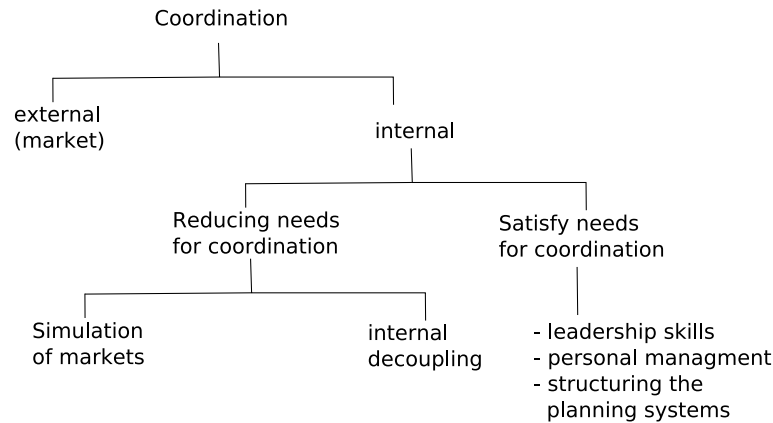 Coordination
external
(market)
internal
Reducing needs
for coordination
Satisfy needs
for coordination
Simulation
of markets
internal
decoupling
- leadership skills
- personal managment
- structuring the
planning systems